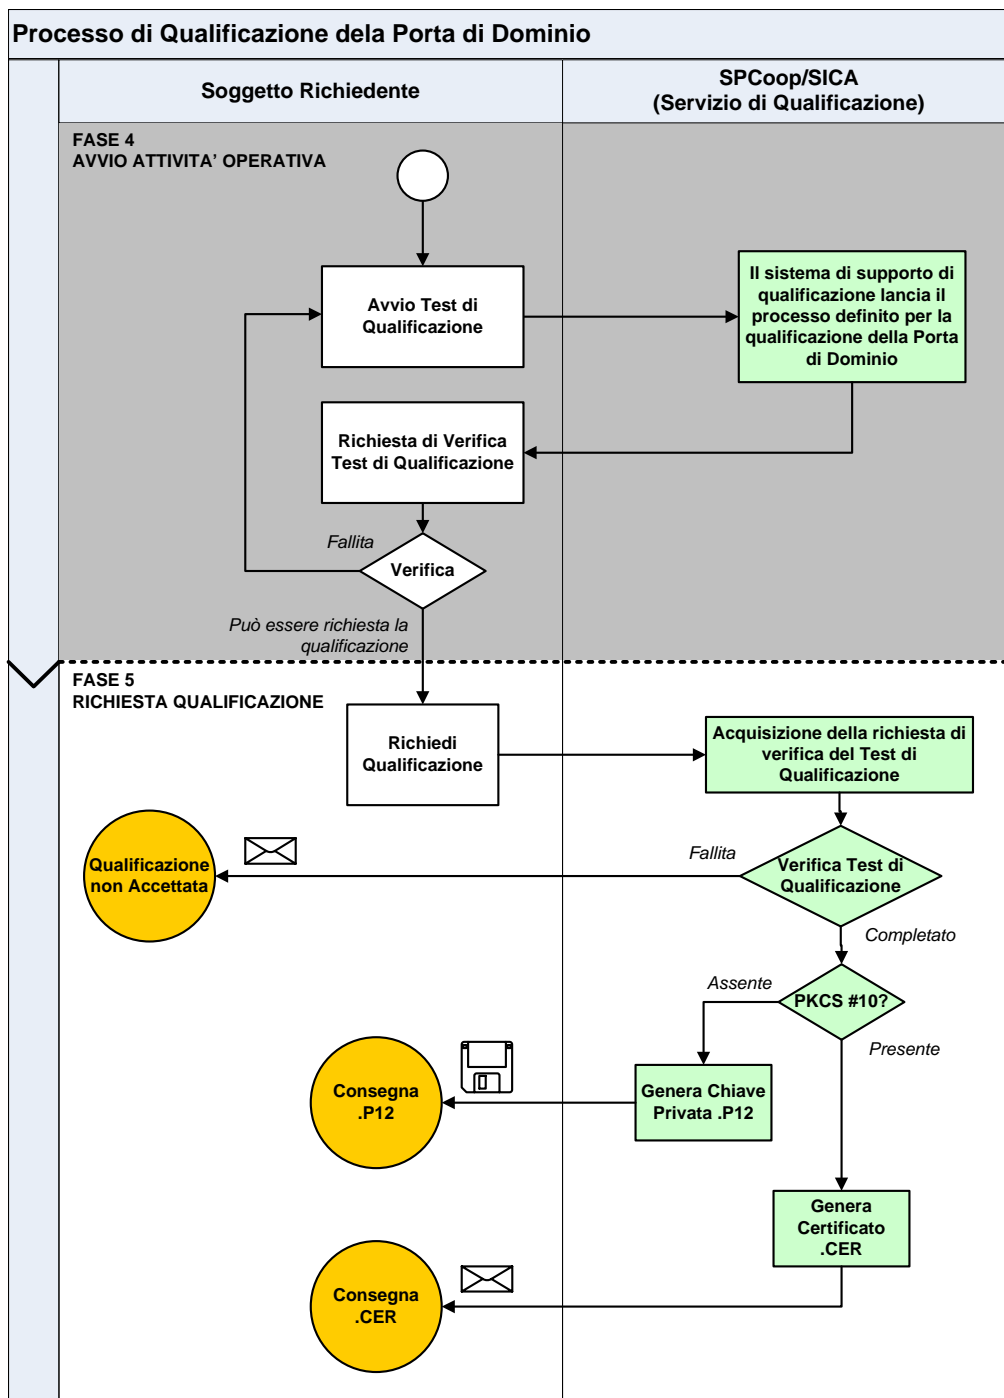 Processo di Qualificazione dela Porta di Dominio
Soggetto Richiedente
SPCoop/SICA
(Servizio di Qualificazione)
FASE 4
AVVIO ATTIVITA' OPERATIVA
Avvio Test di
Qualificazione
Il sistema di supporto di
qualificazione lancia il
processo definito per la
qualificazione della Porta
di Dominio
Richiesta di Verifica
Test di Qualificazione
Fallita
Verifica
Può essere richiesta la
qualificazione
FASE 5
RICHIESTA QUALIFICAZIONE
Richiedi
Qualificazione
Acquisizione della richiesta di
verifica del Test di
Qualificazione
Qualificazione
non Accettata
Fallita
Verifica Test di
Qualificazione
Completato
Assente
PKCS #10?
Presente
Consegna
.P12
Genera Chiave
Privata .P12
Genera
Certificato
.CER
Consegna
.CER